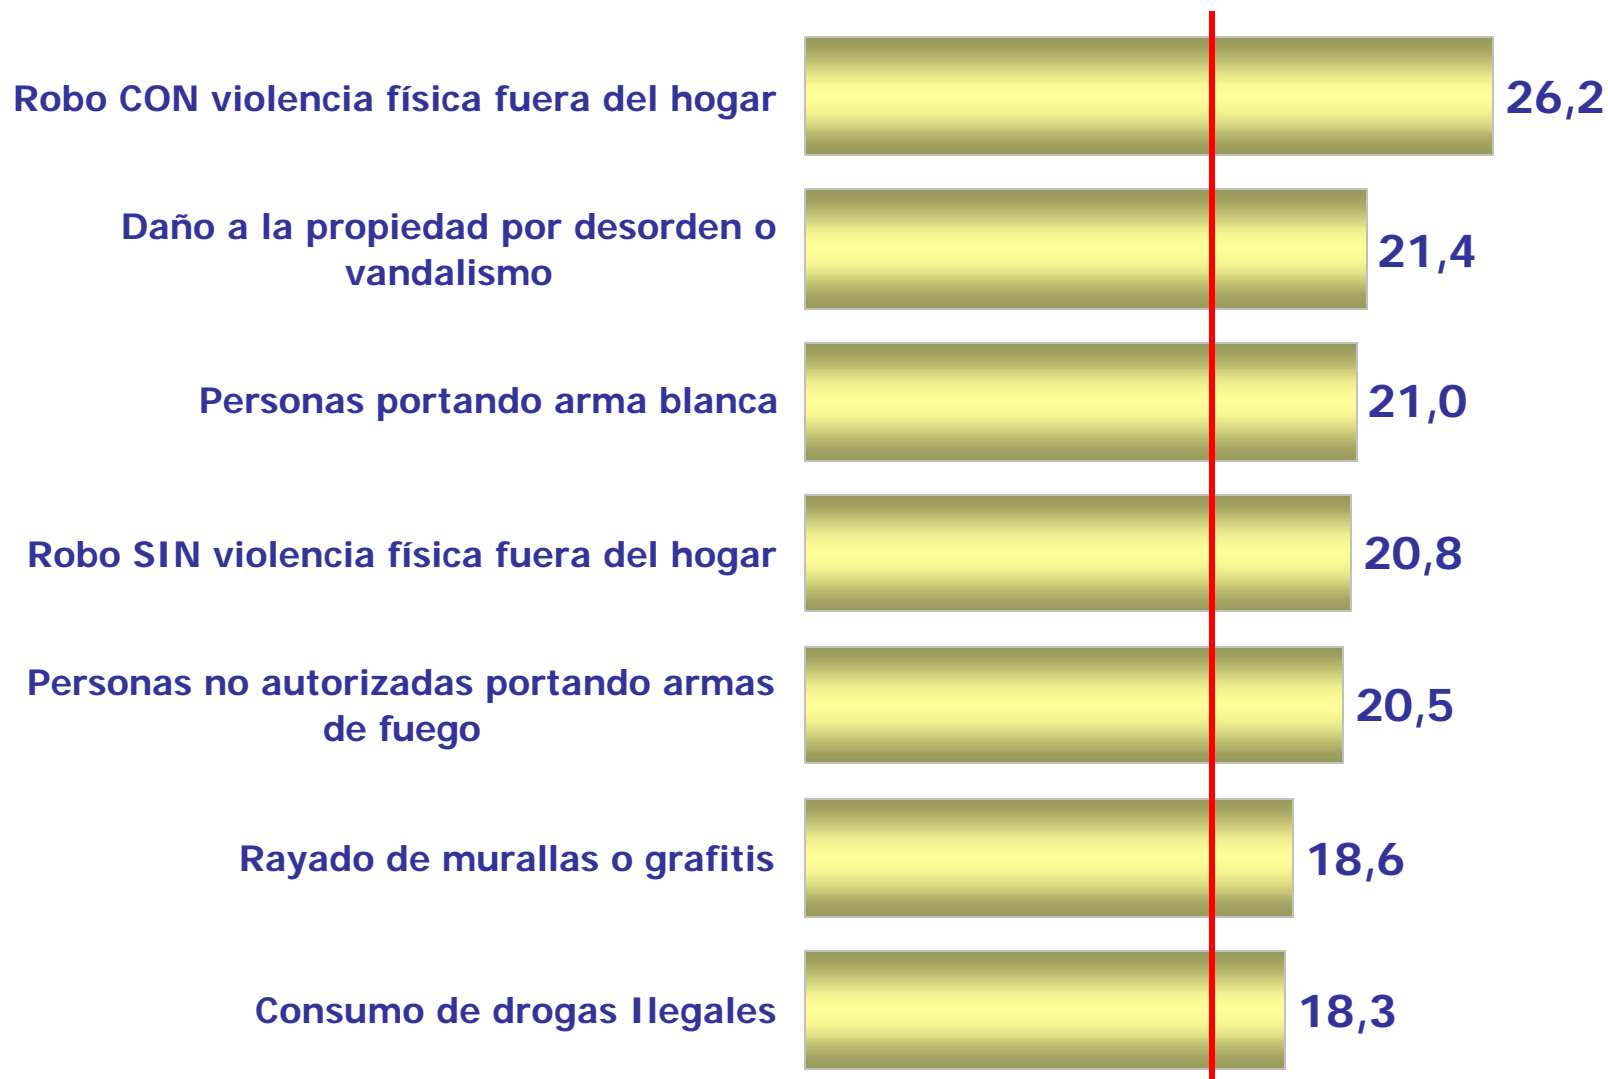 Robo CON violencia física fuera del hogar
26,2
Daño a la propiedad por desorden o
vandalismo
21,4
Personas portando arma blanca
21,0
Robo SIN violencia física fuera del hogar
20,8
Personas no autorizadas portando armas
de fuego
20,5
Rayado de murallas o grafitis
18,6
Consumo de drogas Ilegales
18,3